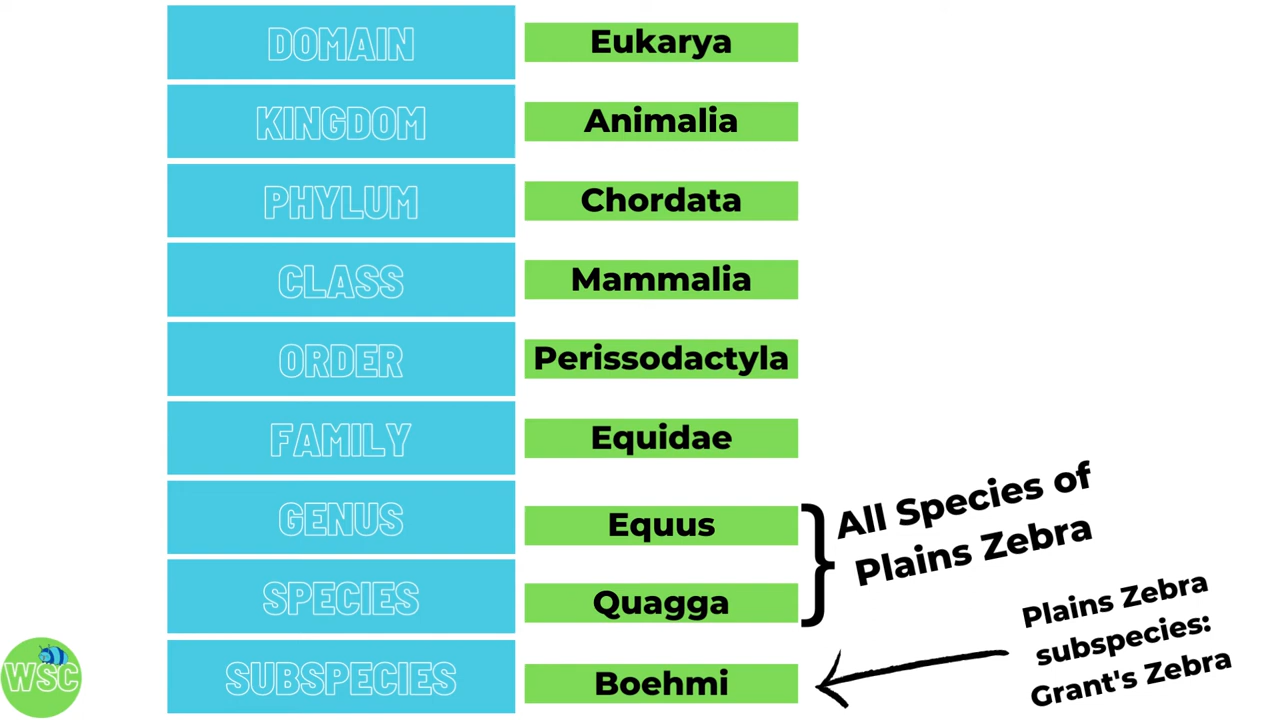 DOMAIN
Eukarya
KINGDOM
Animalia
PHYLUM
Chordata
CLASS
Mammalia
ORDER
Perissodactyla
FAMILY
Equidae
GENUS
Equus
SPECIES
Quagga
All Species of
Plains Zebra
SUBSPECIES
Boehmi
Plains Zebra
subspecies:
Grant's Zebra
WSC